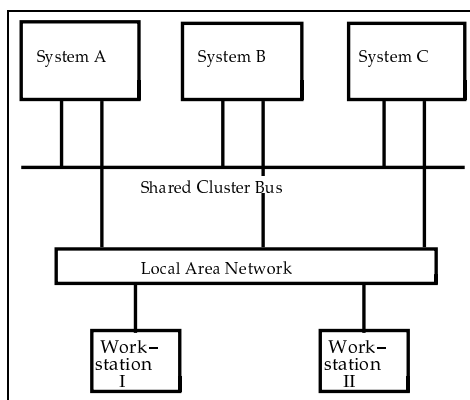 System A
System B
System C
Shared Cluster Bus
Local Area Network
Work-
station
I
Work-
station
II